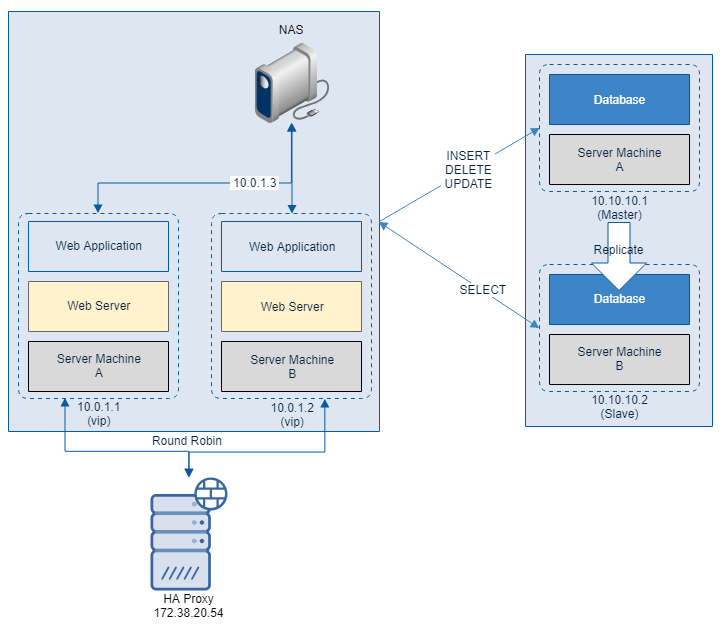 NAS
10.0.1.3
Web Application
Web Server
Server Machine
A
10.0.1.1
(vip)
Web Application
Web Server
Server Machine
B
10.0.1.2
(vip)
Round Robin
HA Proxy
172.38.20.54
INSERT
DELETE
UPDATE
SELECT
Database
Server Machine
A
10.10.10.1
(Master)
Replicate
Database
Server Machine
B
10.10.10.2
(Slave)